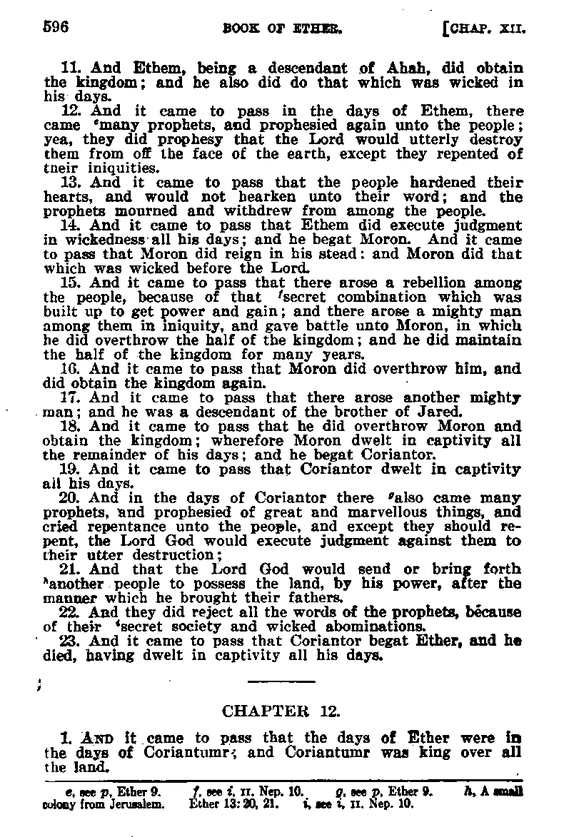 596 BOOK OF ETHER. [CHAP. XII.
11. And Ethem, being a descendant of Ahah, did obtain
the kingdom; and he also did do that which was wicked in
his days.
12. And it came to pass in the days of Ethem, there
came ᵉmany prophets, and prophesied again unto the people;
yea, they did prophesy that the Lord would utterly destroy
them from off the face of the earth, except they repented of
their iniquities.
13. And it came to pass that the people hardened their
hearts, and would not hearken unto their word; and the
prophets mourned and withdrew from among the people.
14. And it came to pass that Ethem did execute judgment
in wickedness all his days; and he begat Moron. And it came
to pass that Moron did reign in his stead: and Moron did that
which was wicked before the Lord.
15. And it came to pass that there arose a rebellion among
the people, because of that ᶠsecret combination which was
built up to get power and gain; and there arose a mighty man
among them in iniquity, and gave battle unto Moron, in which
he did overthrow the half of the kingdom; and he did maintain
the half of the kingdom for many years.
16. And it came to pass that Moron did overthrow him, and
did obtain the kingdom again.
17. And it came to pass that there arose another mighty
man; and he was a descendant of the brother of Jared.
18. And it came to pass that he did overthrow Moron and
obtain the kingdom; wherefore Moron dwelt in captivity all
the remainder of his days; and he begat Coriantor.
19. And it came to pass that Coriantor dwelt in captivity
all his days.
20. And in the days of Coriantor there ᵍalso came many
prophets, and prophesied of great and marvellous things, and
cried repentance unto the people, and except they should re-
pent, the Lord God would execute judgment against them to
their utter destruction;
21. And that the Lord God would send or bring forth
ʰanother people to possess the land, by his power, after the
manner which he brought their fathers.
22. And they did reject all the words of the prophets, because
of their ⁱsecret society and wicked abominations.
23. And it came to pass that Coriantor begat Ether, and he
died, having dwelt in captivity all his days.
CHAPTER 12.
1. AND it came to pass that the days of Ether were in
the days of Coriantumr; and Coriantumr was king over all
the land.
e, see p, Ether 9. f, see i, II. Nep. 10. g, see p, Ether 9. h, A small
colony from Jerusalem. Ether 13: 20, 21. i, see i, II. Nep. 10.